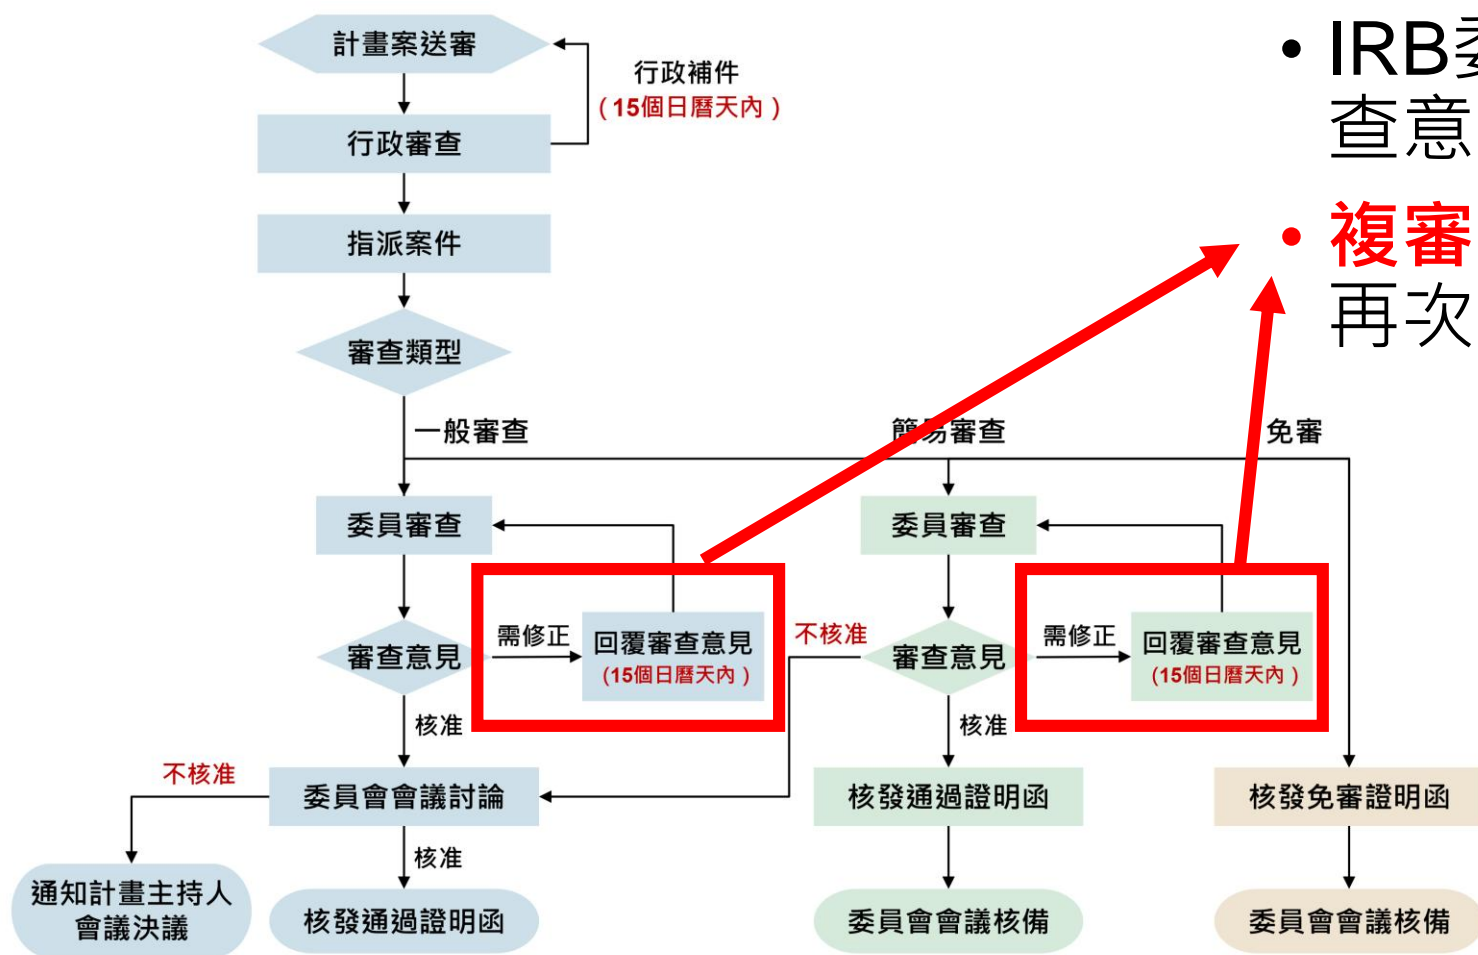 計畫案送審
行政補件
（15個日曆天內）
行政審查
指派案件
審查類型
一般審查
簡易審查
免審
委員審查
委員審查
審查意見
需修正
回覆審查意見
（15個日曆天內）
不核准
審查意見
需修正
回覆審查意見
（15個日曆天內）
核准
核准
不核准
委員會會議討論
核發通過證明函
核發免審證明函
核准
通知計畫主持人
會議決議
核發通過證明函
委員會會議核備
委員會會議核備
• IRB委
查意
• 複審
再次